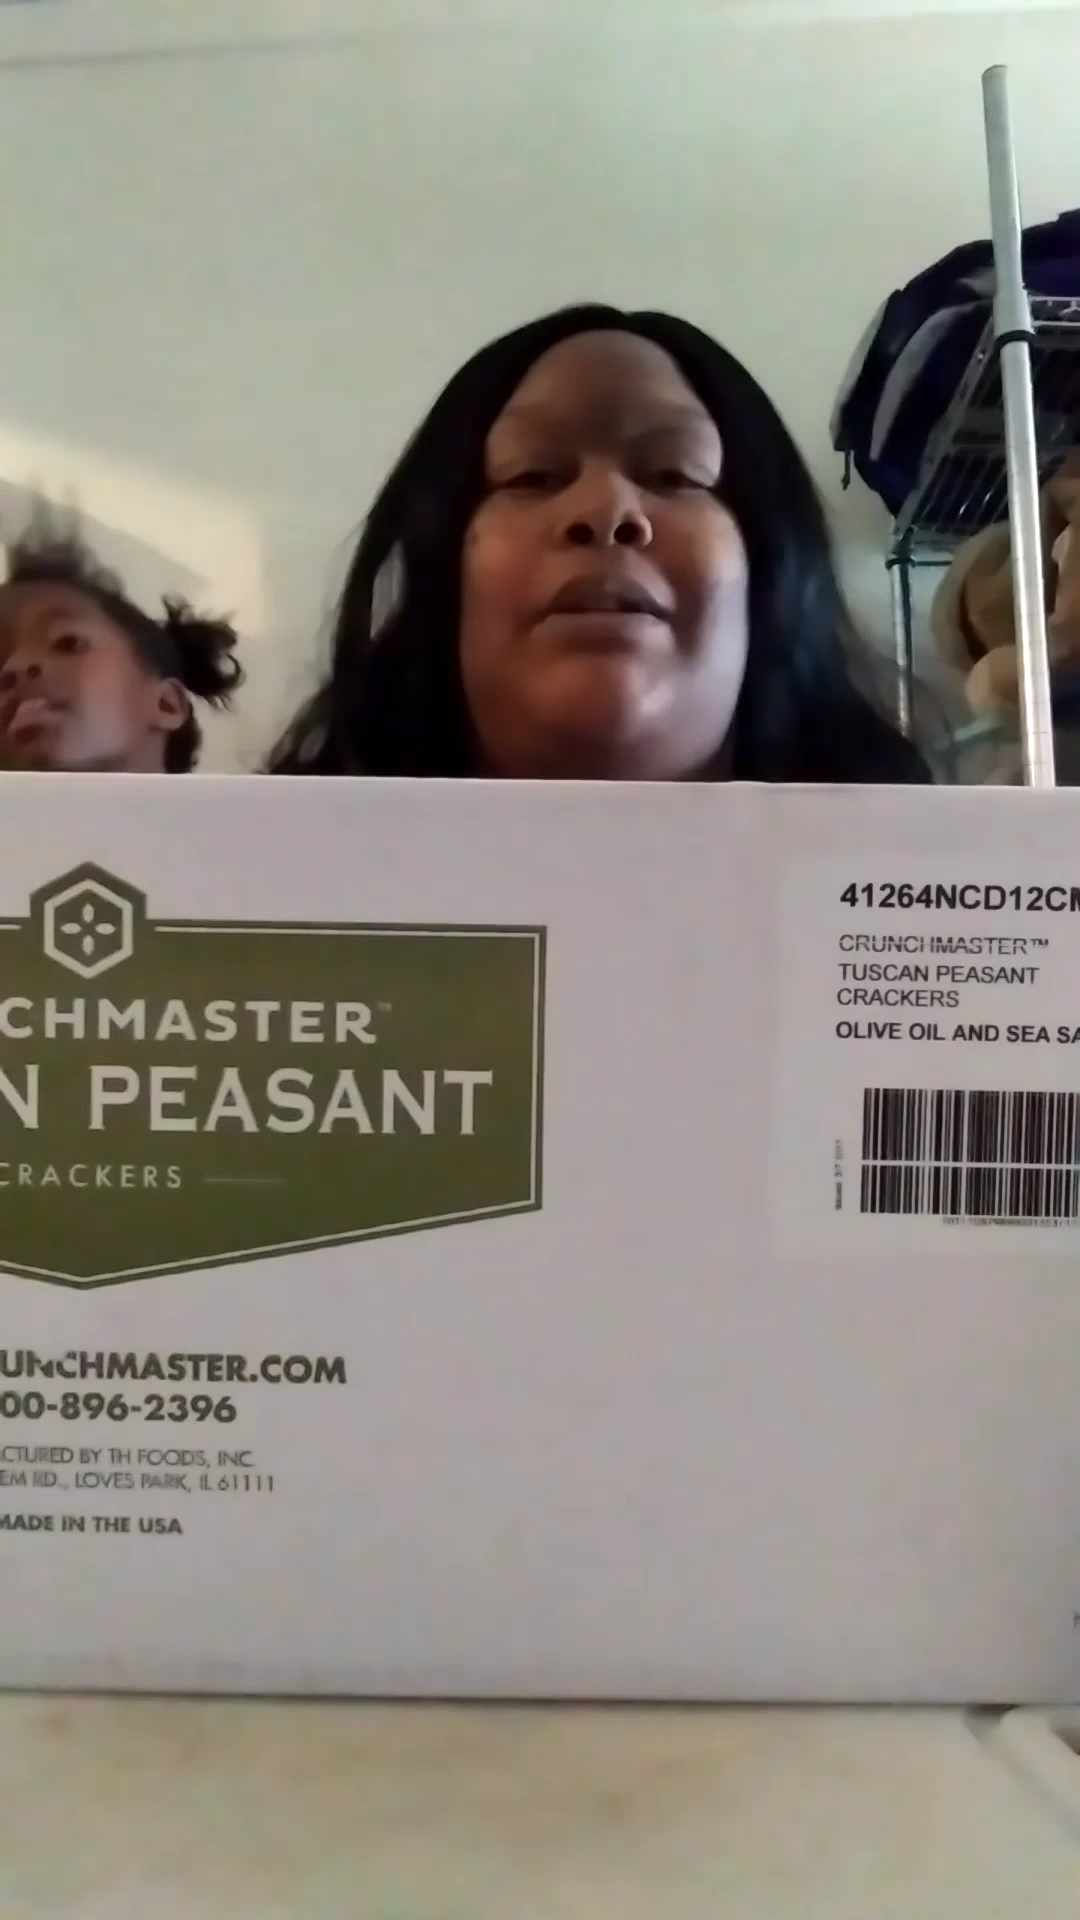 CHMASTER™
N PEASANT
CRACKERS
UNCHMASTER.COM
00-896-2396
CTURED BY TH FOODS, INC.
EM RD., LOVES PARK, IL 61111
MADE IN THE USA
41264NCD12CM
CRUNCHMASTER™
TUSCAN PEASANT
CRACKERS
OLIVE OIL AND SEA SA